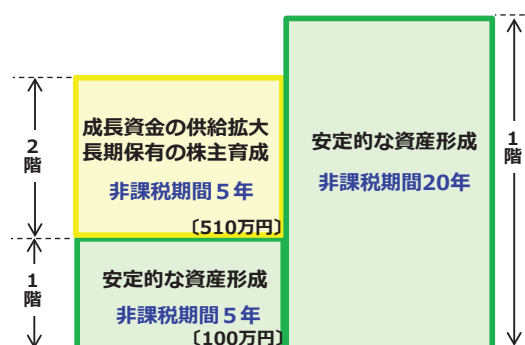 2
階
成長資金の供給拡大
長期保有の株主育成
非課税期間５年
〔510万円〕
1
階
安定的な資産形成
非課税期間５年
〔100万円〕
安定的な資産形成
非課税期間20年
1
階